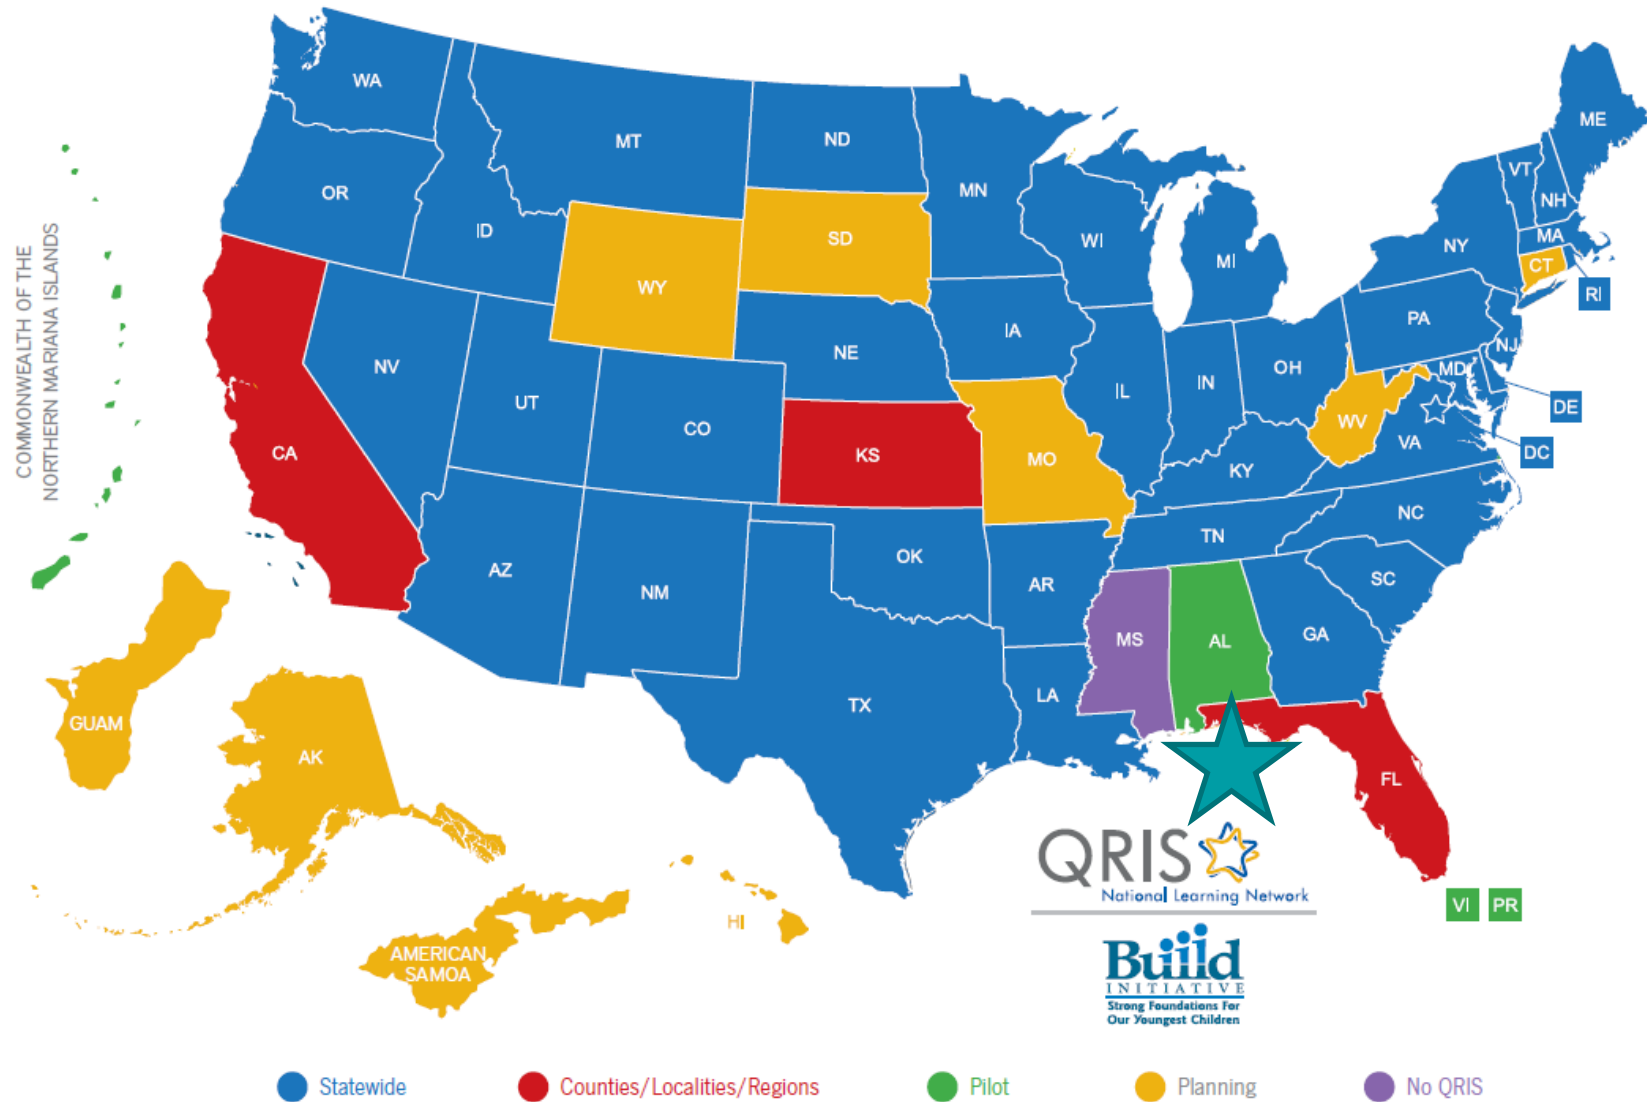 WA
MT
ND
MN
ME
VT
NH
OR
ID
SD
WI
MI
NY
MA
CT
RI
WY
COMMONWEALTH OF THE
NORTHERN MARIANA ISLANDS
NV
UT
CO
NE
IA
IL
IN
OH
PA
NJ
MD
DE
DC
WV
VA
CA
KS
MO
KY
NC
TN
AZ
NM
OK
AR
SC
MS
AL
GA
TX
LA
FL
GUAM
AK
HI
AMERICAN
SAMOA
VI
PR
QRIS
National Learning Network
Build
INITIATIVE
Strong Foundations For
Our Youngest Children
Statewide
Counties/Localities/Regions
Pilot
Planning
No QRIS